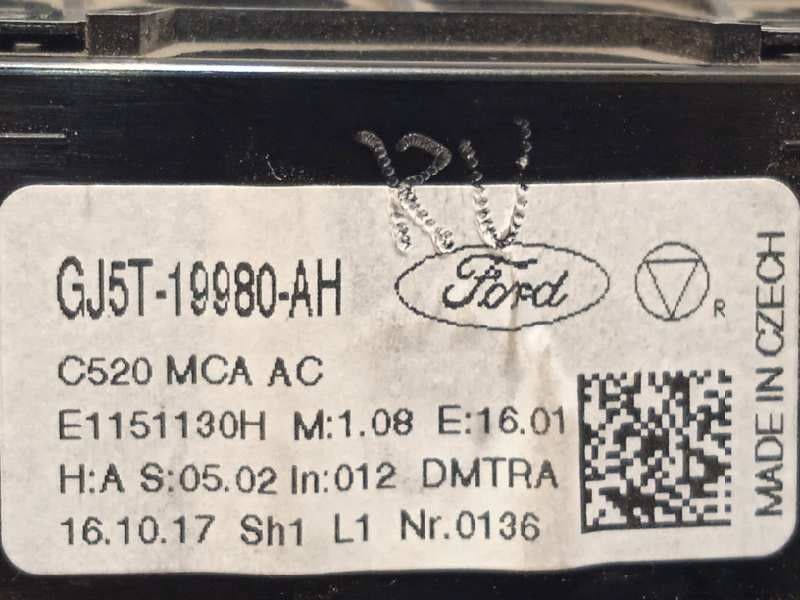 RU
GJ5T-19980-AH
Ford
R
C520 MCA AC
E1151130H M:1.08 E:16.01
H:A S:05.02 In:012 DMTRA
16.10.17 Sh1 L1 Nr.0136
MADE IN CZECH